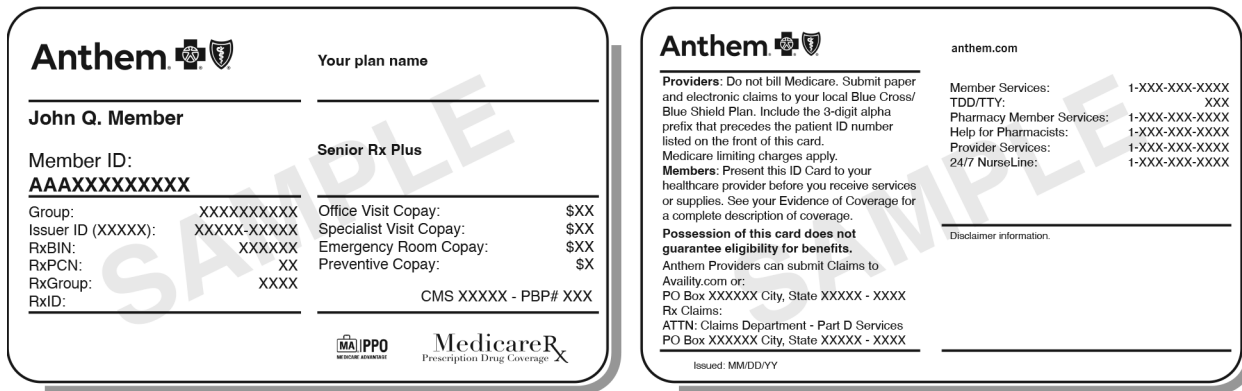 Anthem
Your plan name
John Q. Member
Member ID:
AAAXXXXXXXXX
Senior Rx Plus
Group: XXXXXXXXXX
Issuer ID (XXXXX): XXXXX-XXXXX
RxBIN: XXXXXX
RxPCN: XX
RxGroup: XXXX
RxID:
Office Visit Copay: $XX
Specialist Visit Copay: $XX
Emergency Room Copay: $XX
Preventive Copay: $X
CMS XXXXX - PBP# XXX
MA PPO
MEDICARE ADVANTAGE
MedicareRx
Prescription Drug Coverage
SAMPLE
Anthem
anthem.com
Providers: Do not bill Medicare. Submit paper
and electronic claims to your local Blue Cross/
Blue Shield Plan. Include the 3-digit alpha
prefix that precedes the patient ID number
listed on the front of this card.
Medicare limiting charges apply.
Members: Present this ID Card to your
healthcare provider before you receive services
or supplies. See your Evidence of Coverage for
a complete description of coverage.
Possession of this card does not
guarantee eligibility for benefits.
Anthem Providers can submit Claims to
Availity.com or:
PO Box XXXXXX City, State XXXXX - XXXX
Rx Claims:
ATTN: Claims Department - Part D Services
PO Box XXXXXX City, State XXXXX - XXXX
Issued: MM/DD/YY
Member Services: 1-XXX-XXX-XXXX
TDD/TTY: XXX
Pharmacy Member Services: 1-XXX-XXX-XXXX
Help for Pharmacists: 1-XXX-XXX-XXXX
Provider Services: 1-XXX-XXX-XXXX
24/7 NurseLine: 1-XXX-XXX-XXXX
Disclaimer information.
SAMPLE